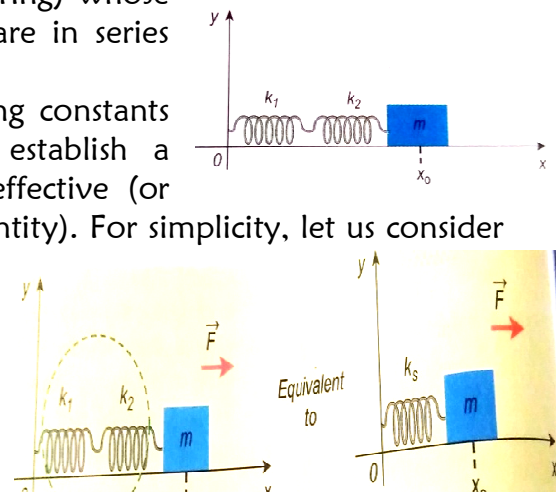 whose
are in series
ng constants
establish a
effective (or
ntity). For simplicity, let us consider
y
k₁
k₂
m
0
x₀
x
y
k₁
k₂
F⃗
m
Equivalent
to
y
F⃗
kₛ
m
0